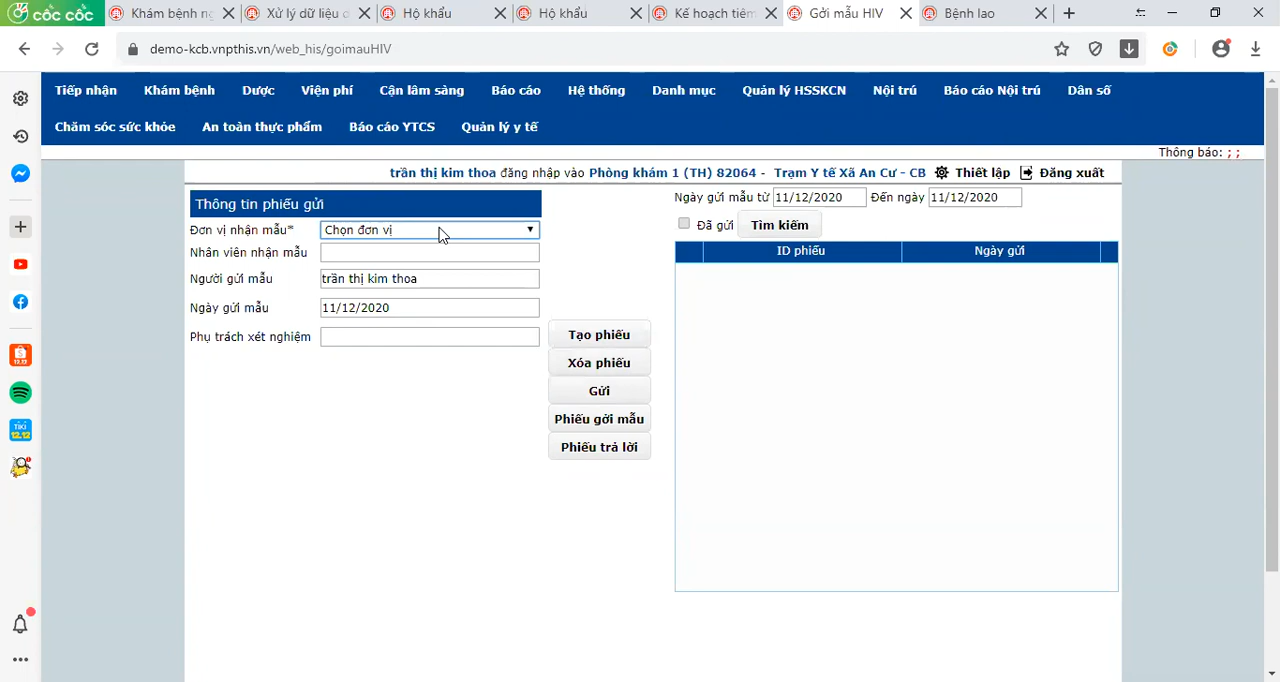 cốc cốc
Khám bệnh ng
Xử lý dữ liệu d
Hộ khẩu
Hộ khẩu
Kế hoạch tiêm
Gởi mẫu HIV
Bệnh lao
demo-kcb.vnpthis.vn/web_his/goimauHIV
Tiếp nhận Khám bệnh Dược Viện phí Cận lâm sàng Báo cáo Hệ thống Danh mục Quản lý HSSKCN Nội trú Báo cáo Nội trú Dân số
Chăm sóc sức khỏe An toàn thực phẩm Báo cáo YTCS Quản lý y tế
Thông báo: ; ;
trần thị kim thoa đăng nhập vào Phòng khám 1 (TH) 82064 - Trạm Y tế Xã An Cư - CB Thiết lập Đăng xuất
Thông tin phiếu gửi
Đơn vị nhận mẫu* Chọn đơn vị
Nhân viên nhận mẫu
Người gửi mẫu trần thị kim thoa
Ngày gửi mẫu 11/12/2020
Phụ trách xét nghiệm
Tạo phiếu
Xóa phiếu
Gửi
Phiếu gởi mẫu
Phiếu trả lời
Ngày gửi mẫu từ 11/12/2020 Đến ngày 11/12/2020
Đã gửi Tìm kiếm
ID phiếu Ngày gửi